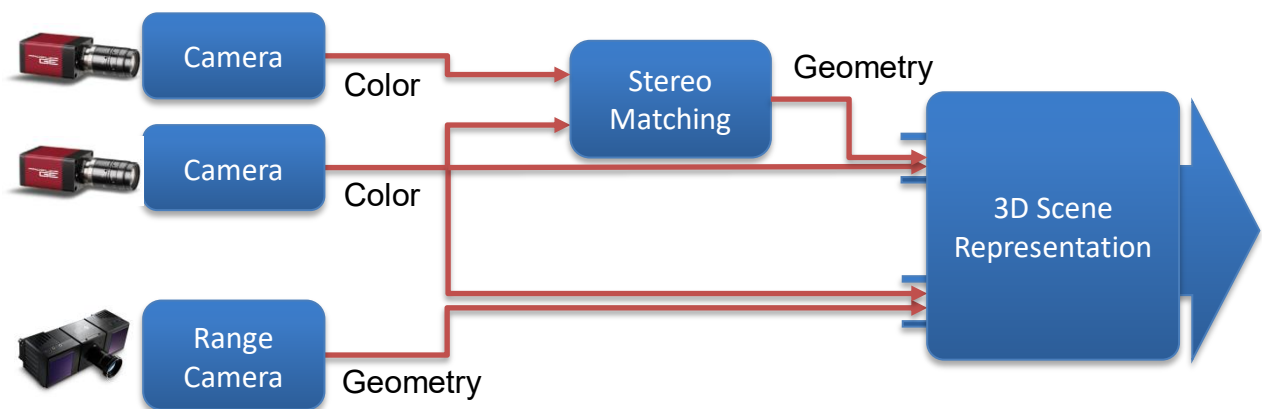 Camera
Color
Stereo
Matching
Geometry
Camera
Color
3D Scene
Representation
Range
Camera
Geometry